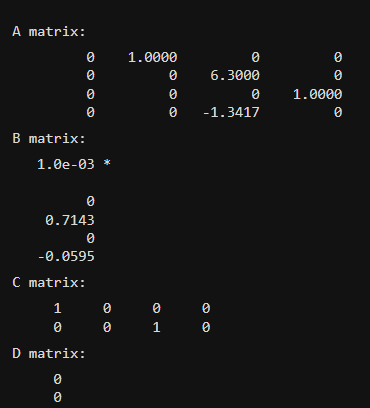 A matrix:
0 1.0000 0 0
0 0 6.3000 0
0 0 0 1.0000
0 0 -1.3417 0
B matrix:
1.0e-03 *
0
0.7143
0
-0.0595
C matrix:
1 0 0 0
0 0 1 0
D matrix:
0
0